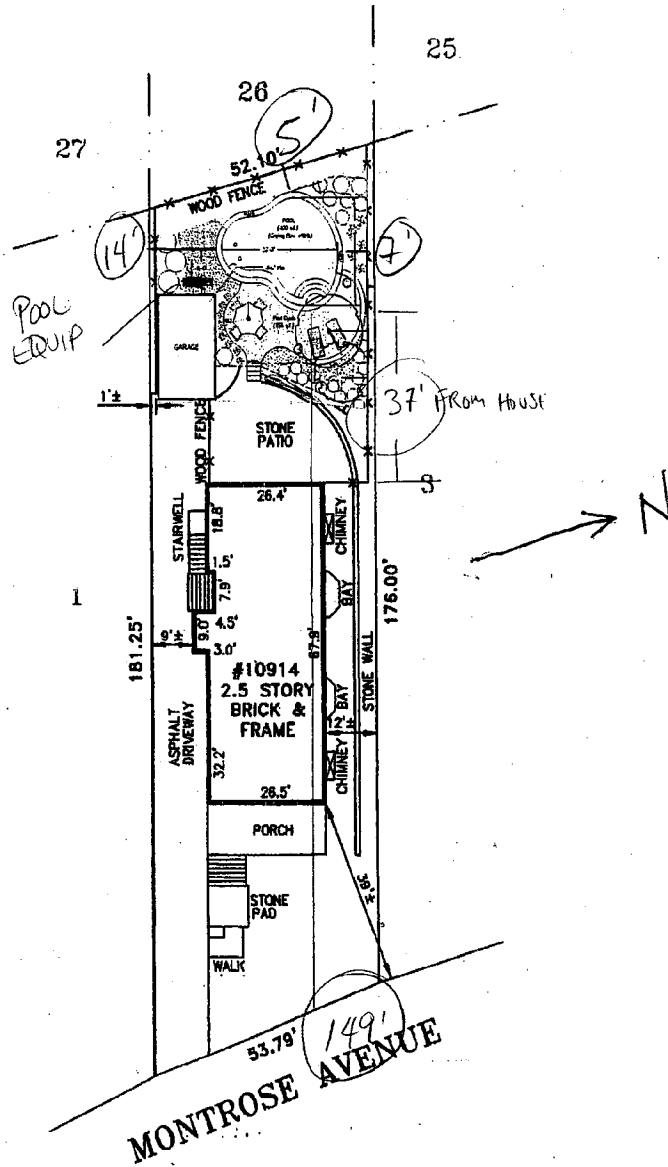 25
26
27
5'
52.10'
WOOD FENCE
POOL
14'
7'
POOL
EQUIP
GARAGE
1'±
37' FROM HOUSE
WOOD FENCE
STONE
PATIO
N
26.4'
STAIRWELL
18.8'
CHIMNEY
1.5'
7.9'
BAY
1
4.5'
9.0'
9'±
3.0'
67.9'
176.00'
181.25'
#10914
2.5 STORY
BRICK &
FRAME
STONE WALL
BAY
12'±
ASPHALT
DRIVEWAY
32.2'
CHIMNEY
26.5'
PORCH
38'±
STONE
PAD
WALK
53.79'
149'
MONTROSE AVENUE